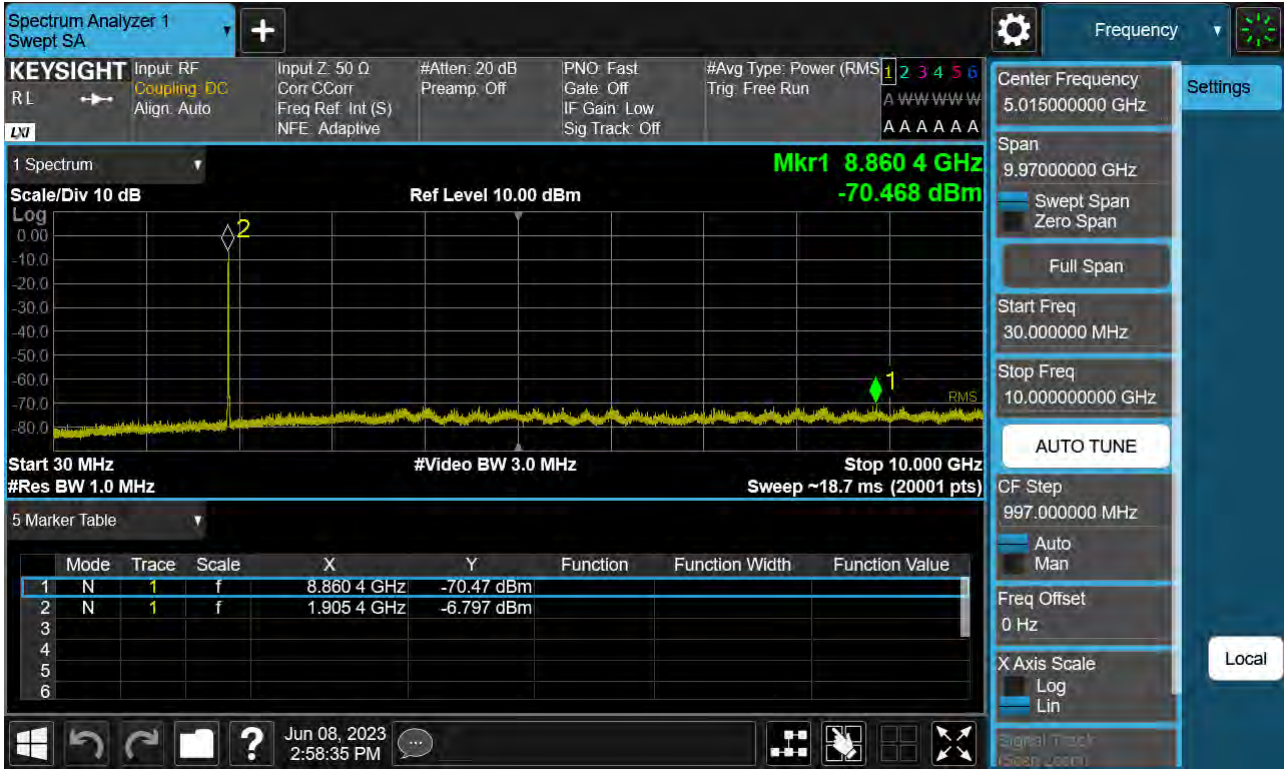 Spectrum Analyzer 1
Swept SA
+
Frequency
KEYSIGHT
RL
LXI
Input: RF
Coupling: DC
Align: Auto
Input Z: 50 Ω
Corr CCorr
Freq Ref: Int (S)
NFE: Adaptive
#Atten: 20 dB
Preamp: Off
PNO: Fast
Gate: Off
IF Gain: Low
Sig Track: Off
#Avg Type: Power (RMS
Trig: Free Run
1 2 3 4 5 6
A W W W W W
A A A A A A
1 Spectrum
Mkr1 8.860 4 GHz
Scale/Div 10 dB
Ref Level 10.00 dBm
-70.468 dBm
Log
0.00
2
-10.0
-20.0
-30.0
-40.0
-50.0
-60.0
1
-70.0
RMS
-80.0
Start 30 MHz
#Video BW 3.0 MHz
Stop 10.000 GHz
#Res BW 1.0 MHz
Sweep ~18.7 ms (20001 pts)
5 Marker Table
Mode Trace Scale X Y Function Function Width Function Value
1 N 1 f 8.860 4 GHz -70.47 dBm
2 N 1 f 1.905 4 GHz -6.797 dBm
3
4
5
6
Center Frequency
5.015000000 GHz
Span
9.97000000 GHz
Swept Span
Zero Span
Full Span
Start Freq
30.000000 MHz
Stop Freq
10.000000000 GHz
AUTO TUNE
CF Step
997.000000 MHz
Auto
Man
Freq Offset
0 Hz
X Axis Scale
Log
Lin
Signal Track
(Span Zoom)
Settings
Local
?
Jun 08, 2023
2:58:35 PM